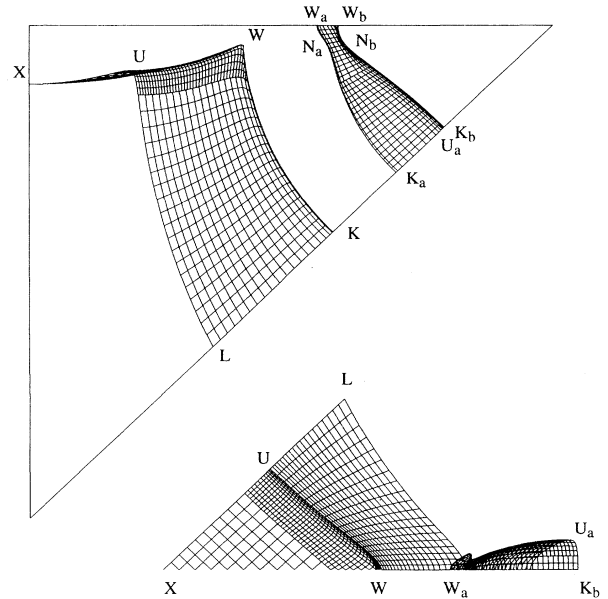 W_a W_b
W
N_a N_b
U
X
K_b
U_a
K_a
K
L
L
U
U_a
X W W_a K_b